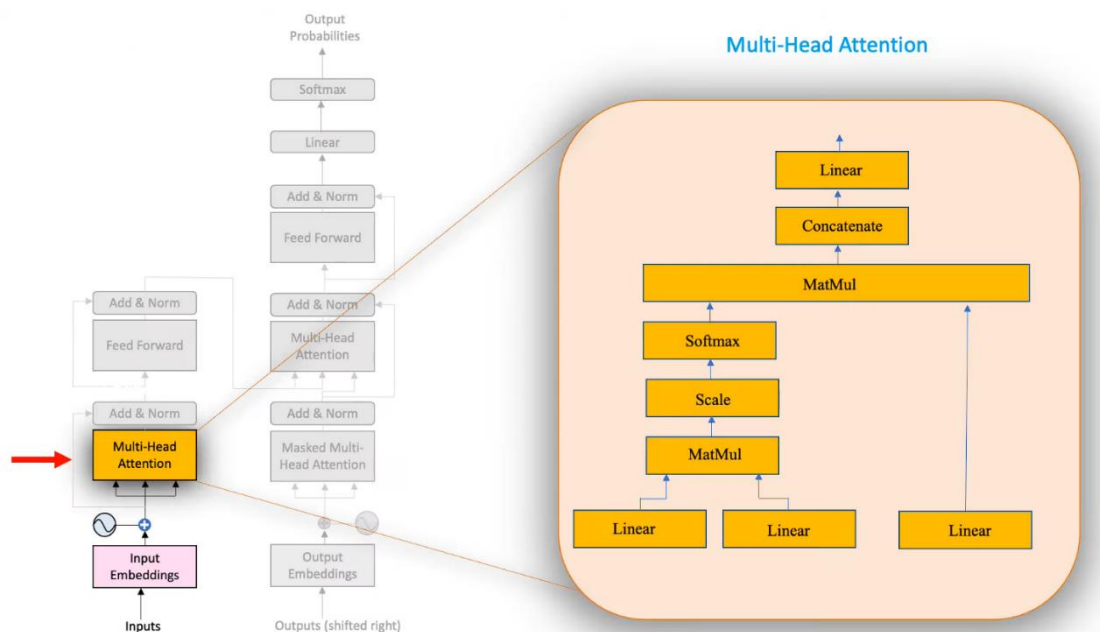 Output
Probabilities
Softmax
Linear
Add & Norm
Feed Forward
Add & Norm
Multi-Head
Attention
Add & Norm
Masked Multi-
Head Attention
Output
Embeddings
Outputs (shifted right)
Add & Norm
Feed Forward
Add & Norm
Multi-Head
Attention
Input
Embeddings
Inputs
Multi-Head Attention
Linear
Concatenate
MatMul
Softmax
Scale
MatMul
Linear
Linear
Linear